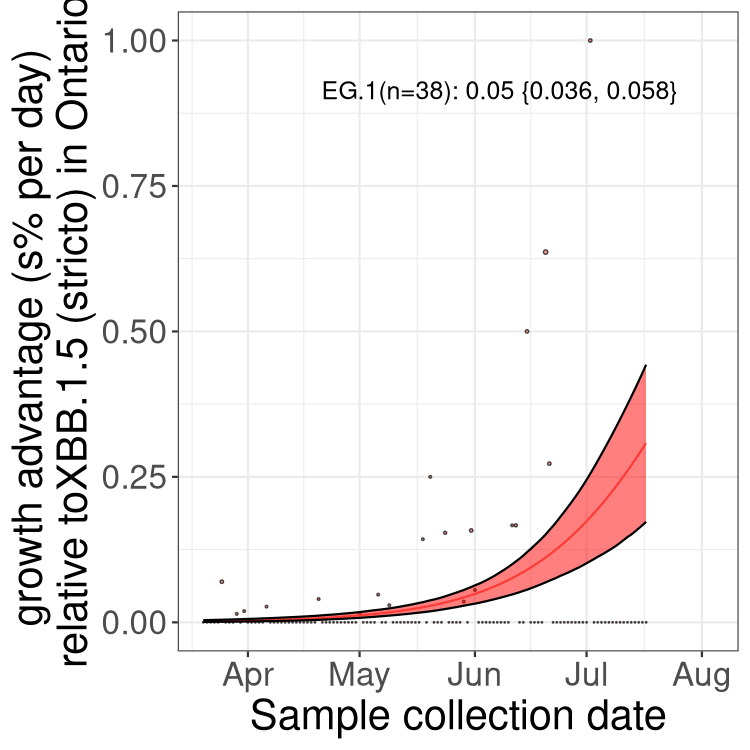 growth advantage (s% per day)
relative toXBB.1.5 (stricto) in Ontario
1.00
0.75
0.50
0.25
0.00
EG.1(n=38): 0.05 {0.036, 0.058}
Apr May Jun Jul Aug
Sample collection date